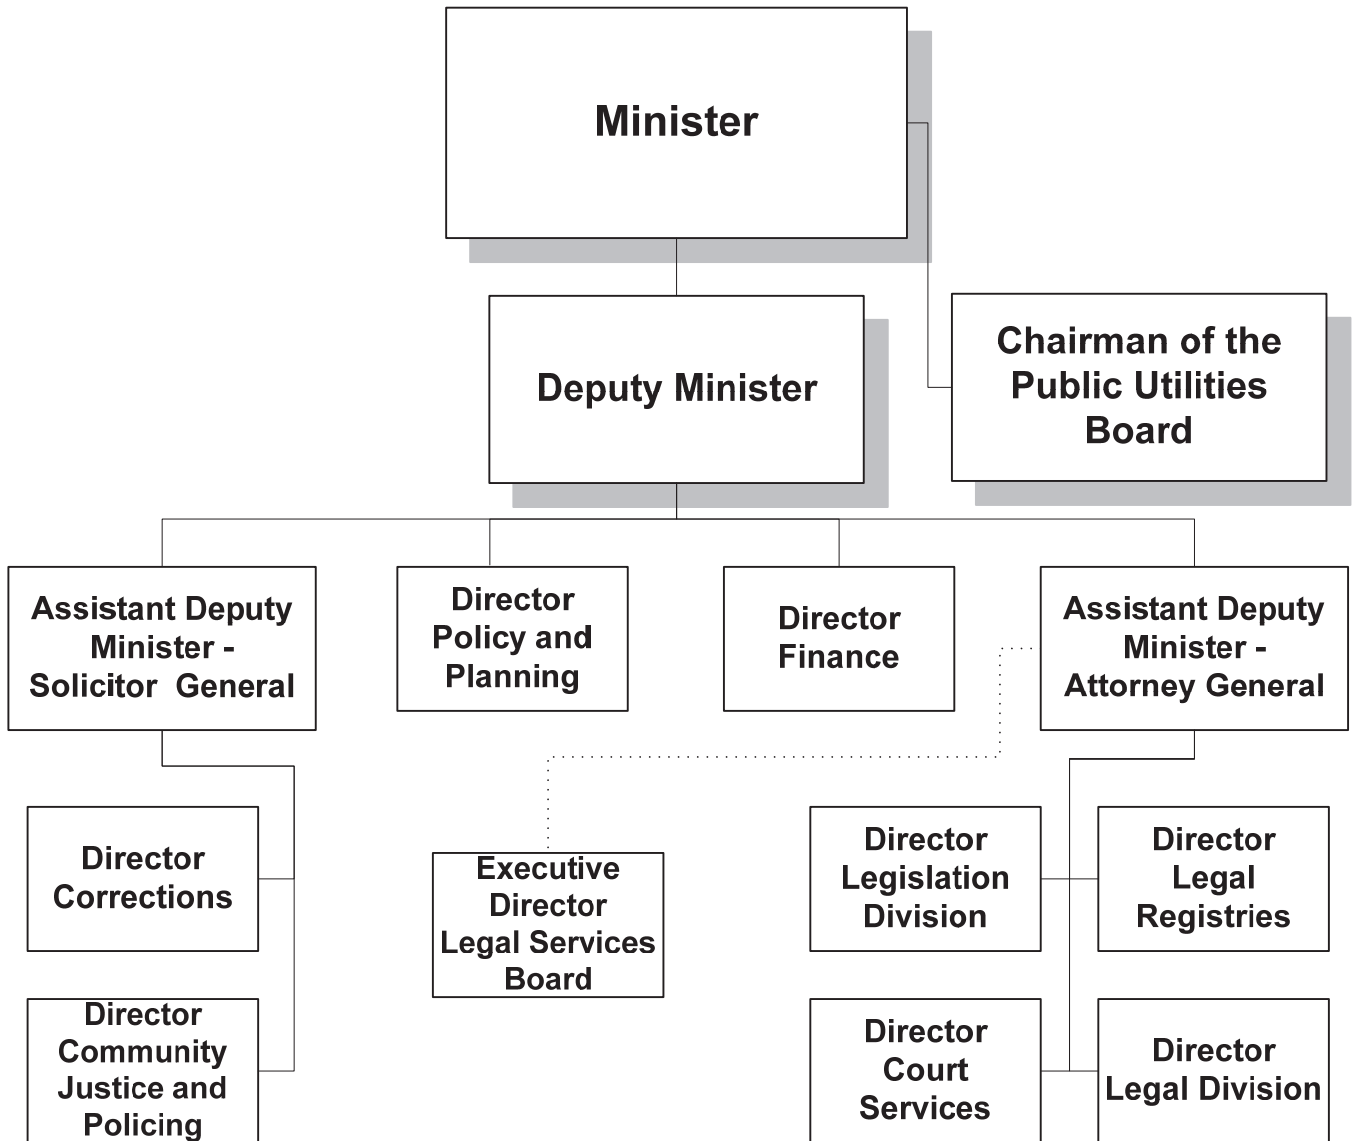 Minister
Deputy Minister
Chairman of the
Public Utilities
Board
Assistant Deputy
Minister -
Solicitor General
Director
Policy and
Planning
Director
Finance
Assistant Deputy
Minister -
Attorney General
Director
Corrections
Executive
Director
Legal Services
Board
Director
Legislation
Division
Director
Legal
Registries
Director
Community
Justice and
Policing
Director
Court
Services
Director
Legal Division